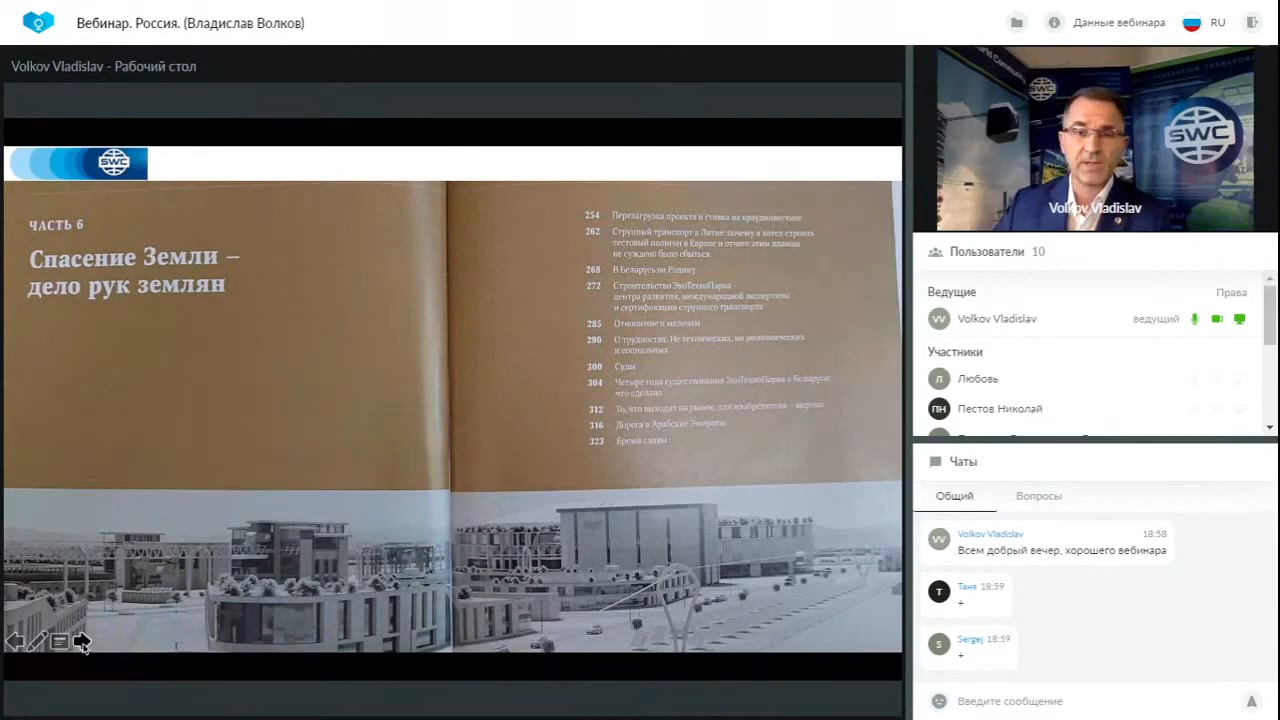 Вебинар. Россия. (Владислав Волков)
Данные вебинара
RU
Volkov Vladislav - Рабочий стол
SWC
ЧАСТЬ 6
Спасение Земли –
дело рук землян
254 Перезагрузка проекта и ставка на краудинвестинг
262 Струнный транспорт в Литве: почему я хотел строить
тестовый полигон в Европе и отчего этим планам
не суждено было сбыться
268 В Беларусь на Родину
272 Строительство ЭкоТехноПарка –
центра развития, международной экспертизы
и сертификации струнного транспорта
285 Отношение к мелочам
290 О трудностях. Не технических, но экономических
и социальных
300 Суды
304 Четыре года существования ЭкоТехноПарка в Беларуси:
что сделано
312 То, что выходит на рынок, для изобретателя – мертво
316 Дорога в Арабские Эмираты
323 Бремя славы
SWC
Volkov Vladislav
Пользователи 10
Ведущие
Права
VV
Volkov Vladislav
ведущий
Участники
Л
Любовь
ПН
Пестов Николай
Чаты
Общий
Вопросы
VV
Volkov Vladislav
18:58
Всем добрый вечер, хорошего вебинара
Т
Таня 18:59
+
S
Sergej 18:59
+
Введите сообщение